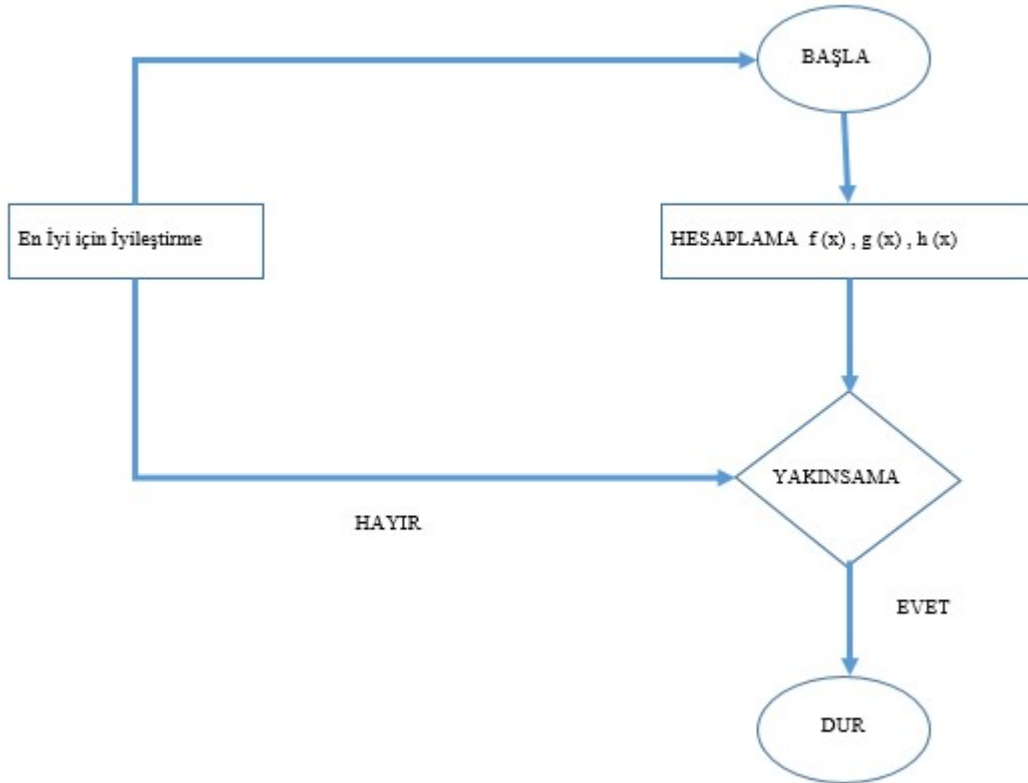 BAŞLA
En İyi için İyileştirme
HESAPLAMA f (x) , g (x) , h (x)
YAKINSAMA
HAYIR
EVET
DUR